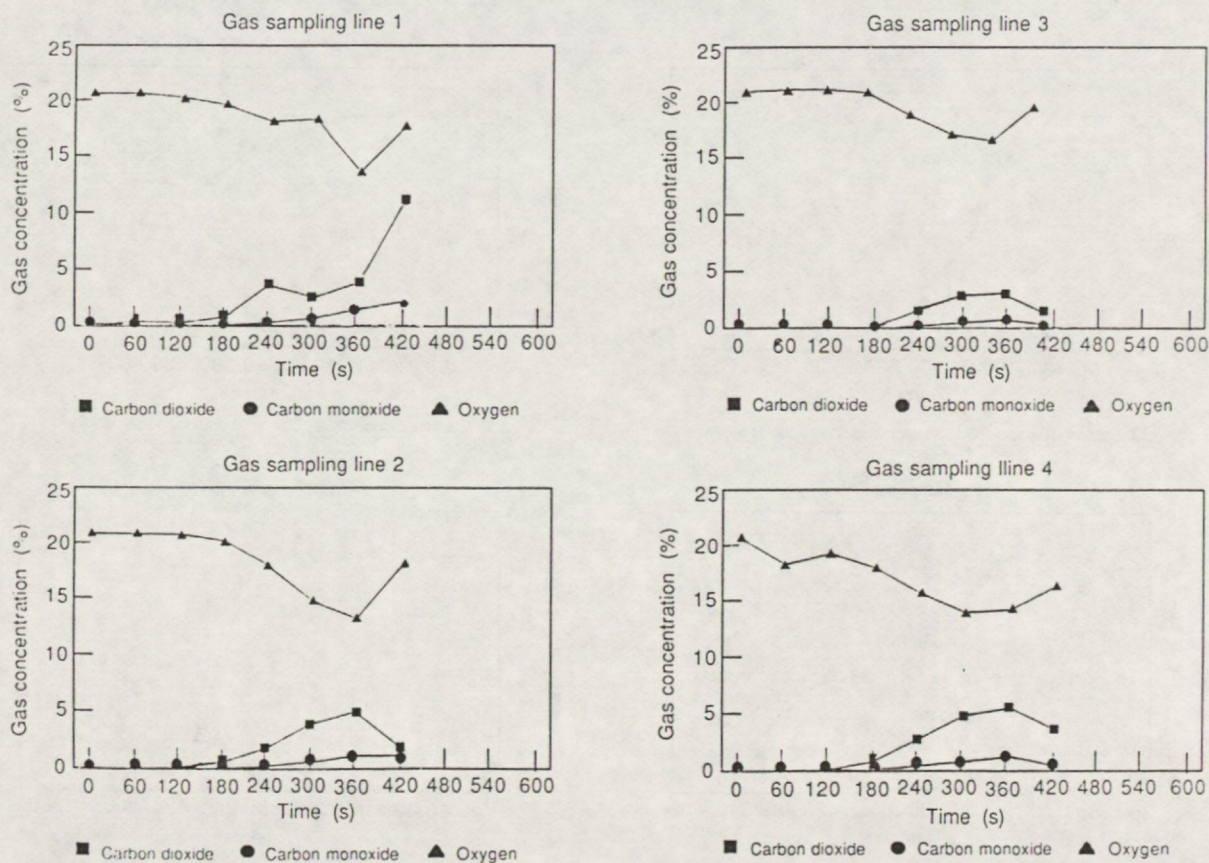 Gas sampling line 1
Gas concentration (%)
25
20
15
10
5
0
0 60 120 180 240 300 360 420 480 540 600
Time (s)
Carbon dioxide Carbon monoxide Oxygen
Gas sampling line 3
Gas concentration (%)
25
20
15
10
5
0
0 60 120 180 240 300 360 420 480 540 600
Time (s)
Carbon dioxide Carbon monoxide Oxygen
Gas sampling line 2
Gas concentration (%)
25
20
15
10
5
0
0 60 120 180 240 300 360 420 480 540 600
Time (s)
Carbon dioxide Carbon monoxide Oxygen
Gas sampling lline 4
Gas concentration (%)
25
20
15
10
5
0
0 60 120 180 240 300 360 420 480 540 600
Time (s)
Carbon dioxide Carbon monoxide Oxygen